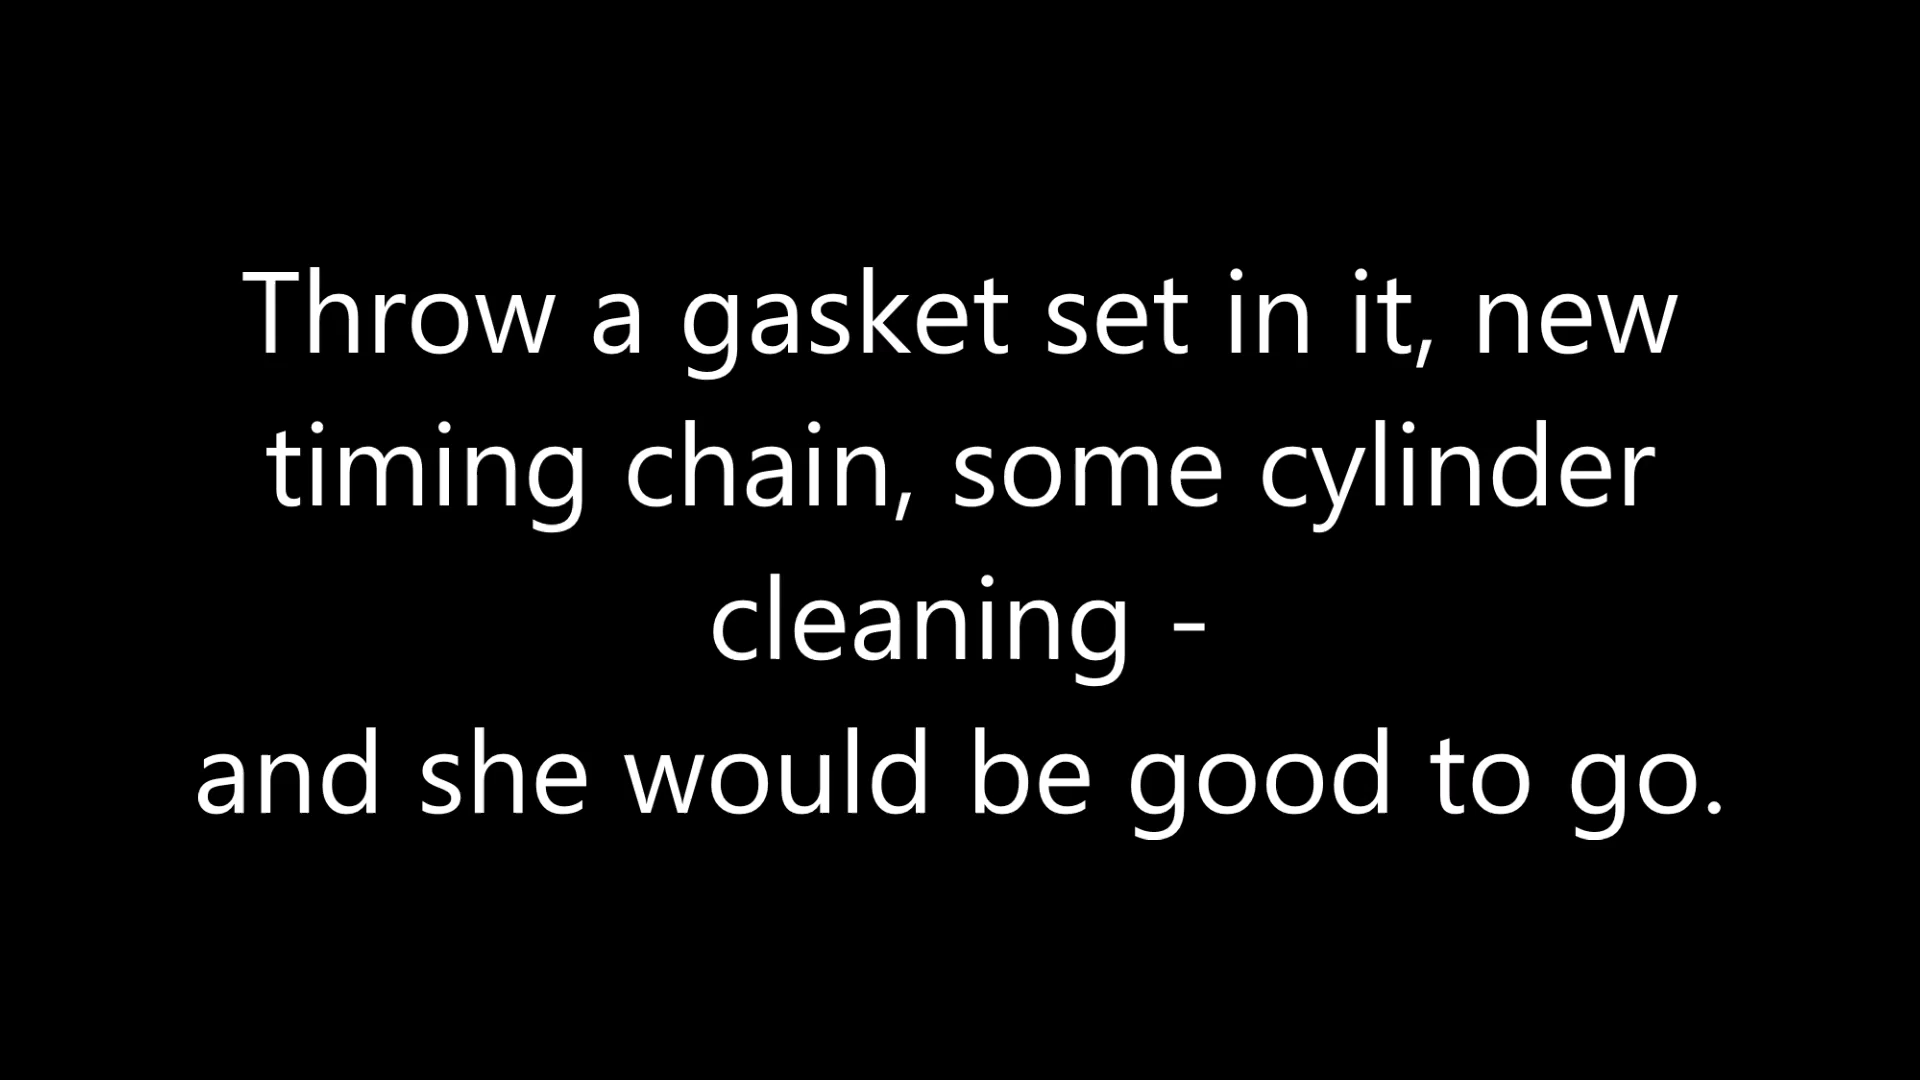 Throw a gasket set in it, new
timing chain, some cylinder
cleaning -
and she would be good to go.